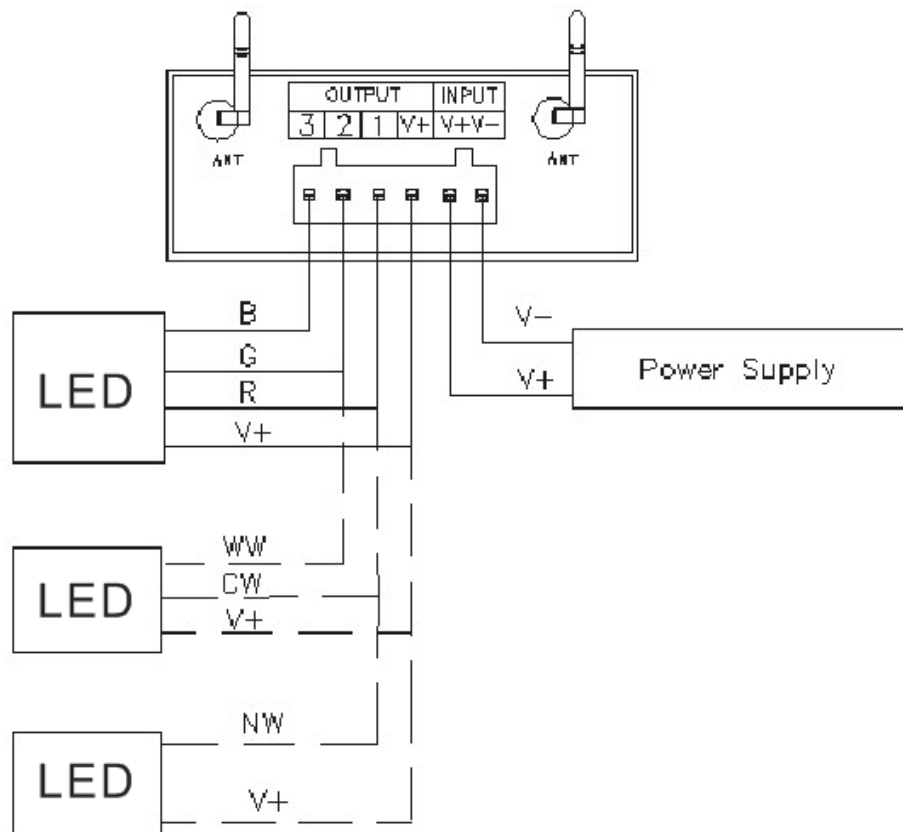 OUTPUT INPUT
3 2 1 V+ V+ V-
ANT
ANT
LED
B
G
R
V+
V-
V+
Power Supply
LED
WW
CW
V+
LED
NW
V+